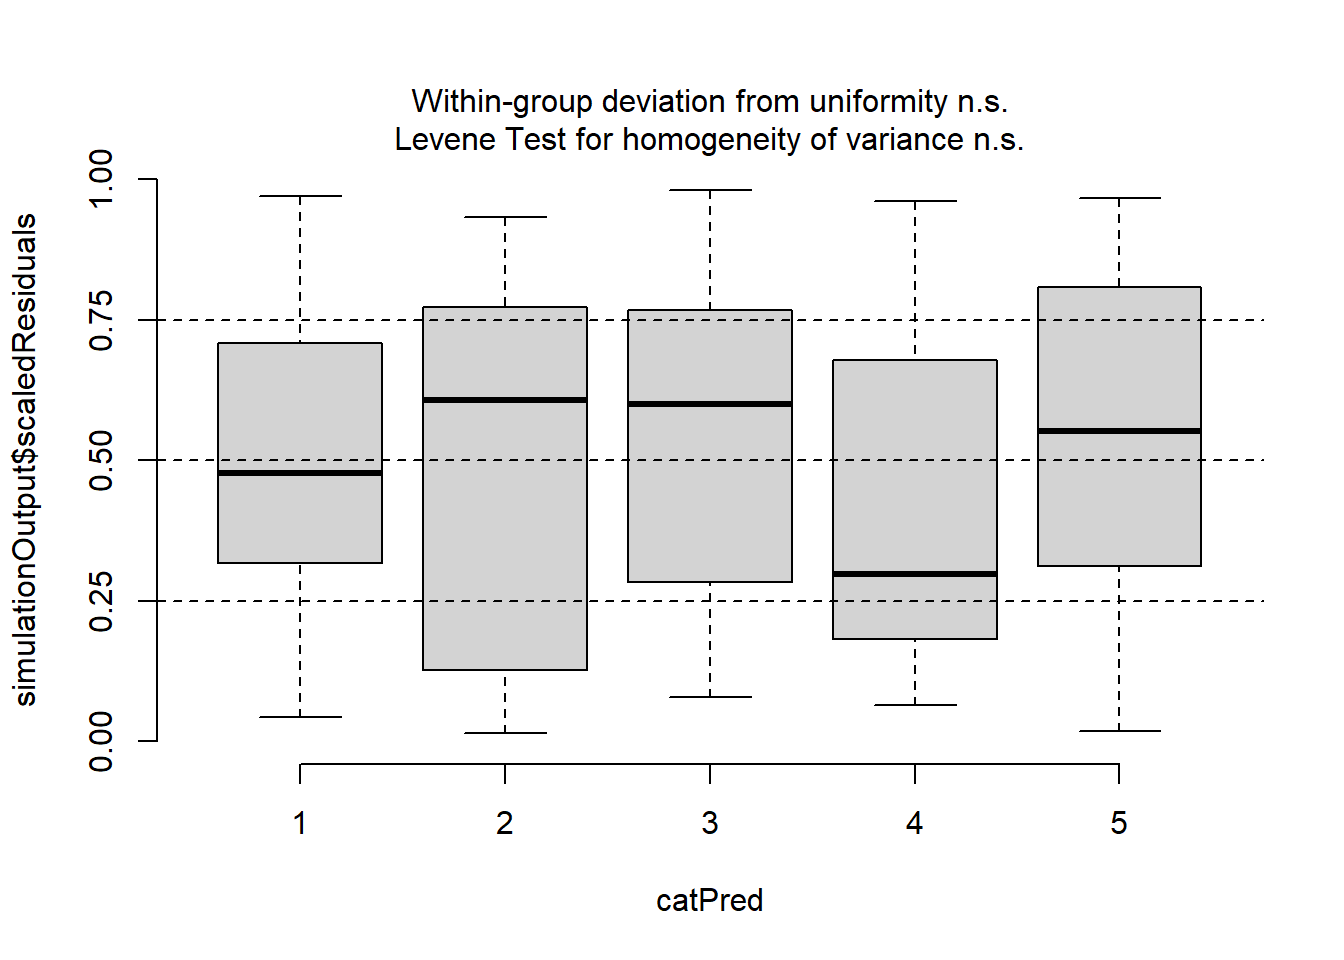 Within-group deviation from uniformity n.s.
Levene Test for homogeneity of variance n.s.
simulationOutput$scaledResiduals
1.00
0.75
0.50
0.25
0.00
1 2 3 4 5
catPred